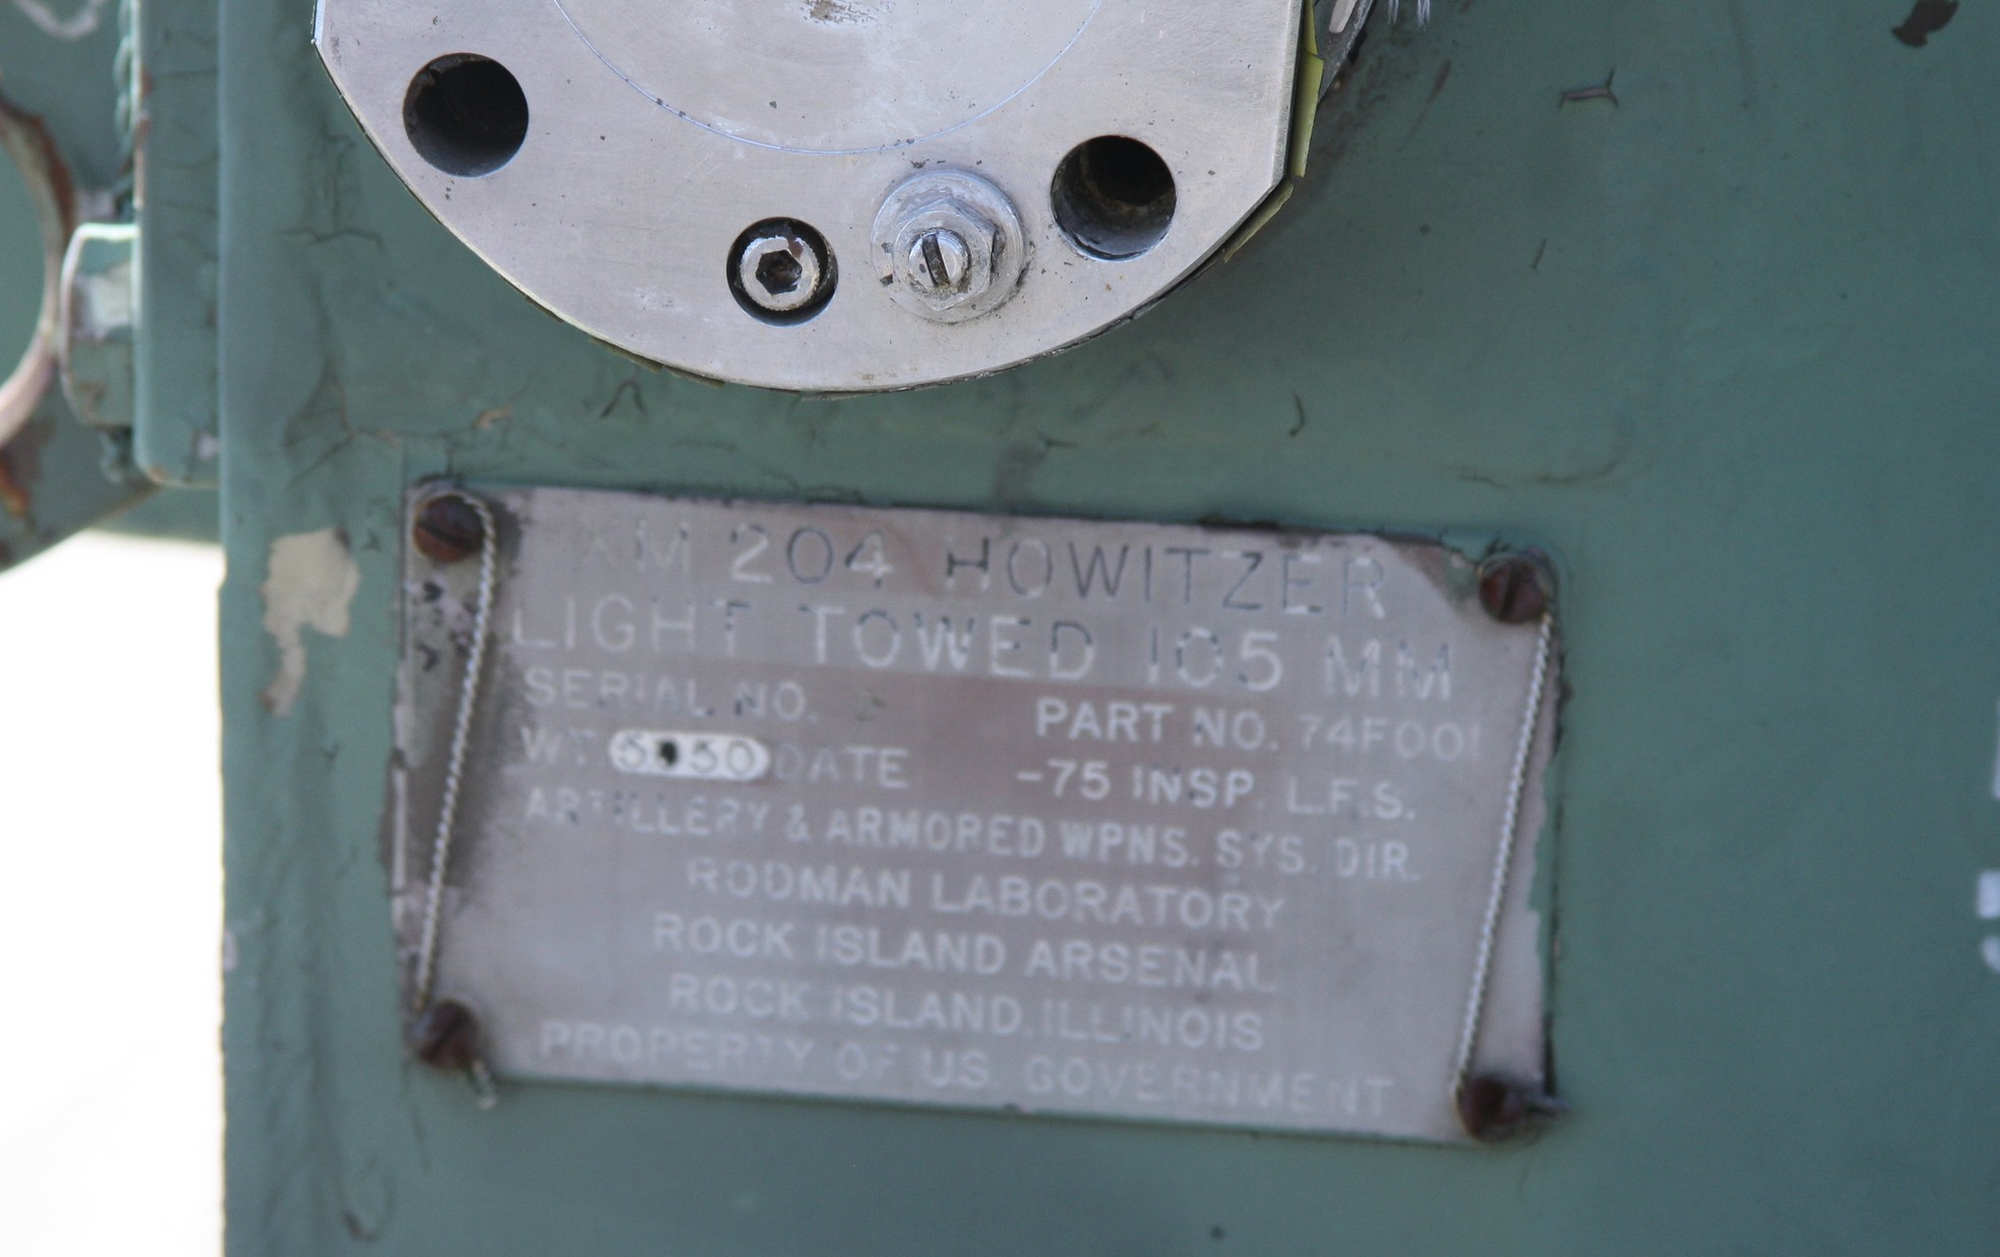 XM 204 HOWITZER
LIGHT TOWED 105 MM
SERIAL NO. PART NO. 74F001
WT DATE -75 INSP. L.F.S.
ARTILLERY & ARMORED WPNS. SYS. DIR.
RODMAN LABORATORY
ROCK ISLAND ARSENAL
ROCK ISLAND, ILLINOIS
PROPERTY OF US. GOVERNMENT